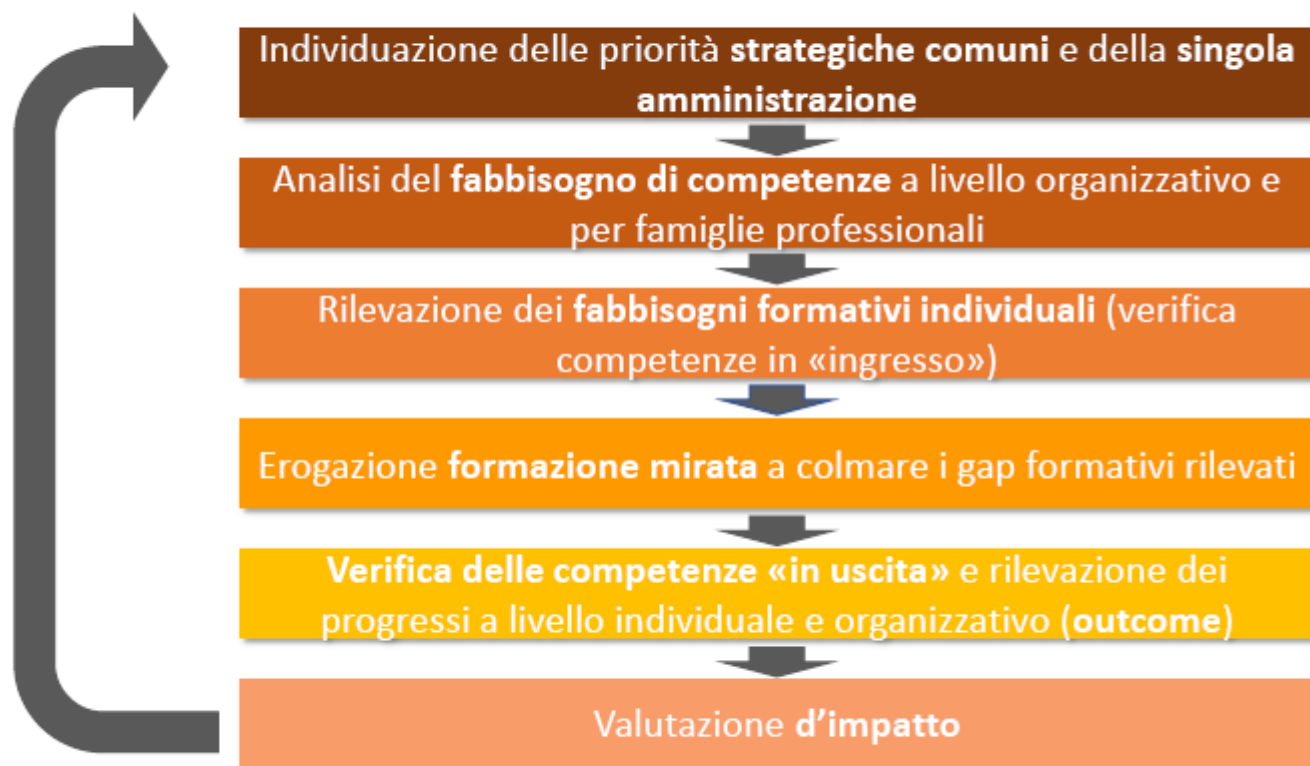 Individuazione delle priorità strategiche comuni e della singola
amministrazione
Analisi del fabbisogno di competenze a livello organizzativo e
per famiglie professionali
Rilevazione dei fabbisogni formativi individuali (verifica
competenze in «ingresso»)
Erogazione formazione mirata a colmare i gap formativi rilevati
Verifica delle competenze «in uscita» e rilevazione dei
progressi a livello individuale e organizzativo (outcome)
Valutazione d’impatto